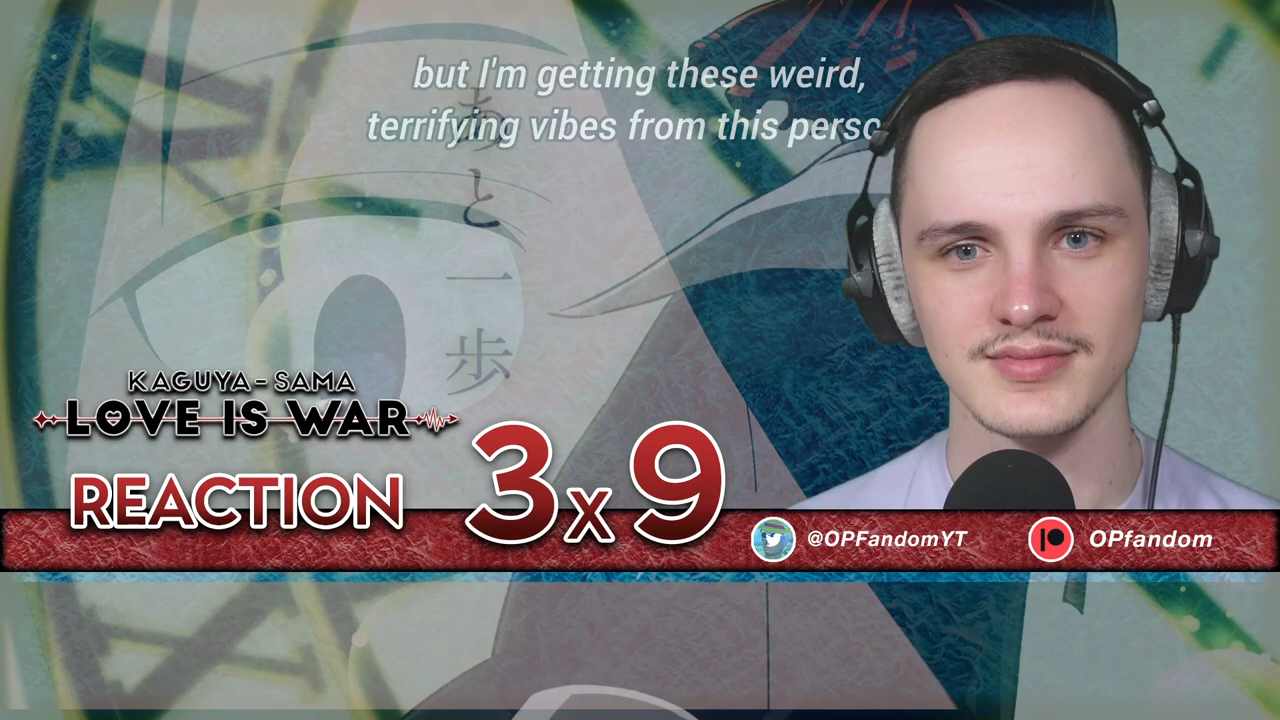 but I'm getting these weird,
terrifying vibes from this
あと一歩
KAGUYA-SAMA
LOVE IS WAR
REACTION
3x9
@OPFandomYT
OPfandom